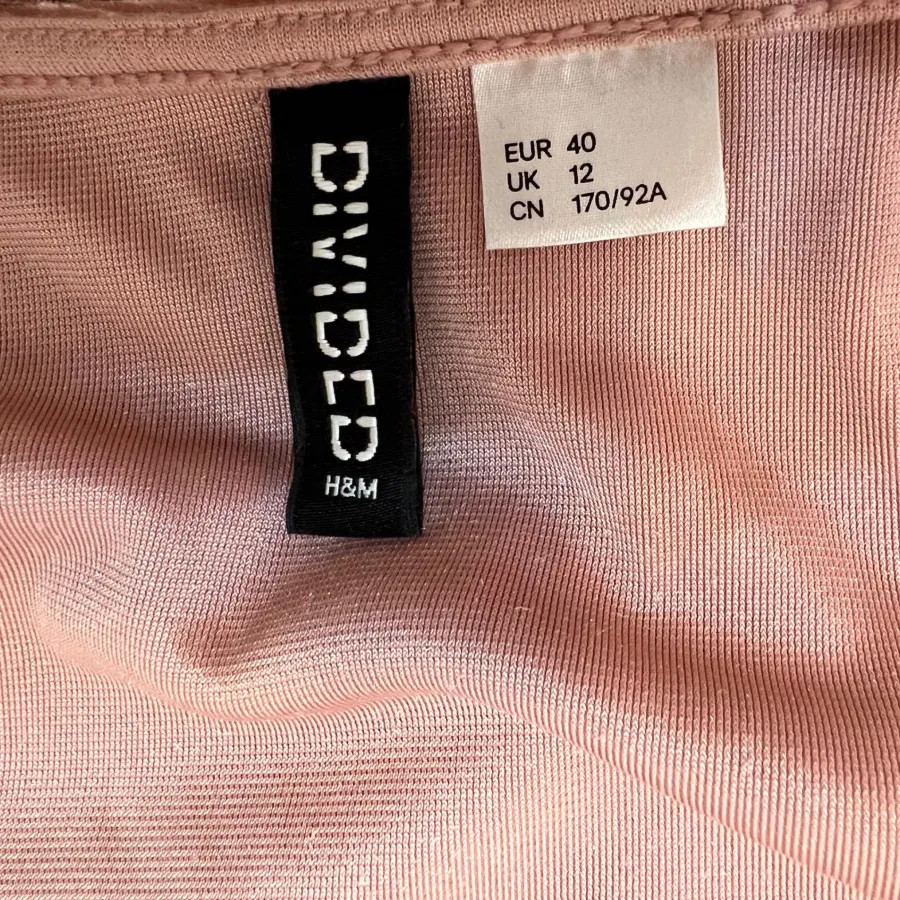 DIVIDED
H&M
EUR 40
UK 12
CN 170/92A